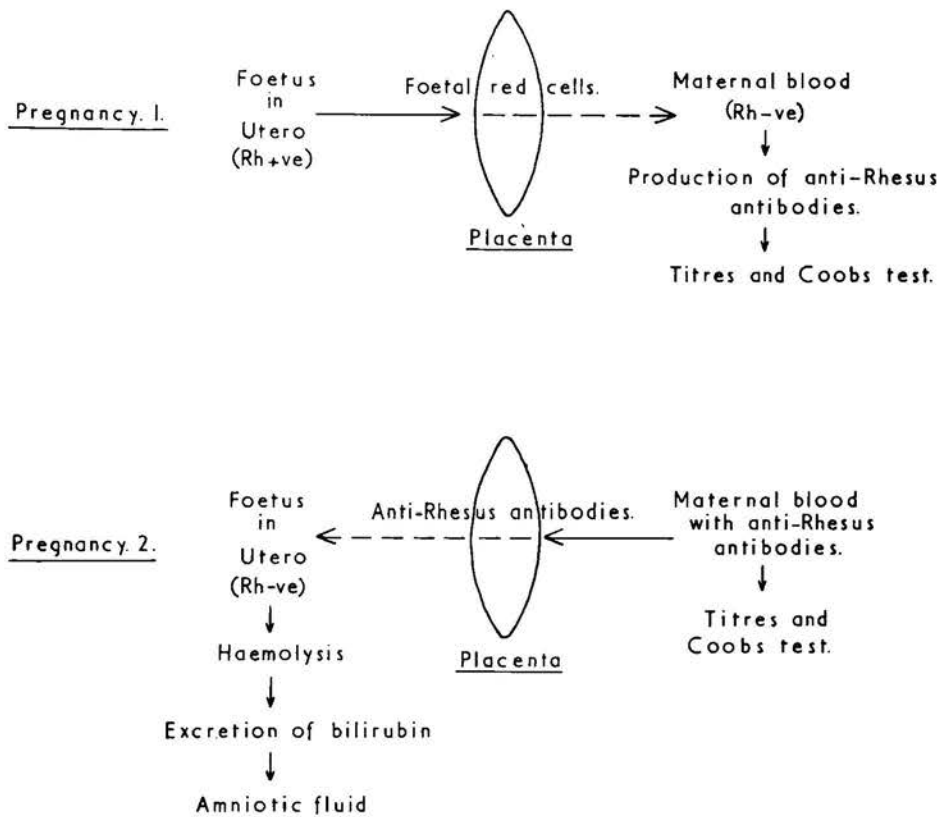 Pregnancy. 1.
Foetus
in
Utero
(Rh+ve)
Foetal red cells.
Placenta
Maternal blood
(Rh-ve)
Production of anti-Rhesus
antibodies.
Titres and Coobs test.
Pregnancy. 2.
Foetus
in
Utero
(Rh-ve)
Haemolysis
Excretion of bilirubin
Amniotic fluid
Anti-Rhesus antibodies.
Placenta
Maternal blood
with anti-Rhesus
antibodies.
Titres and
Coobs test.